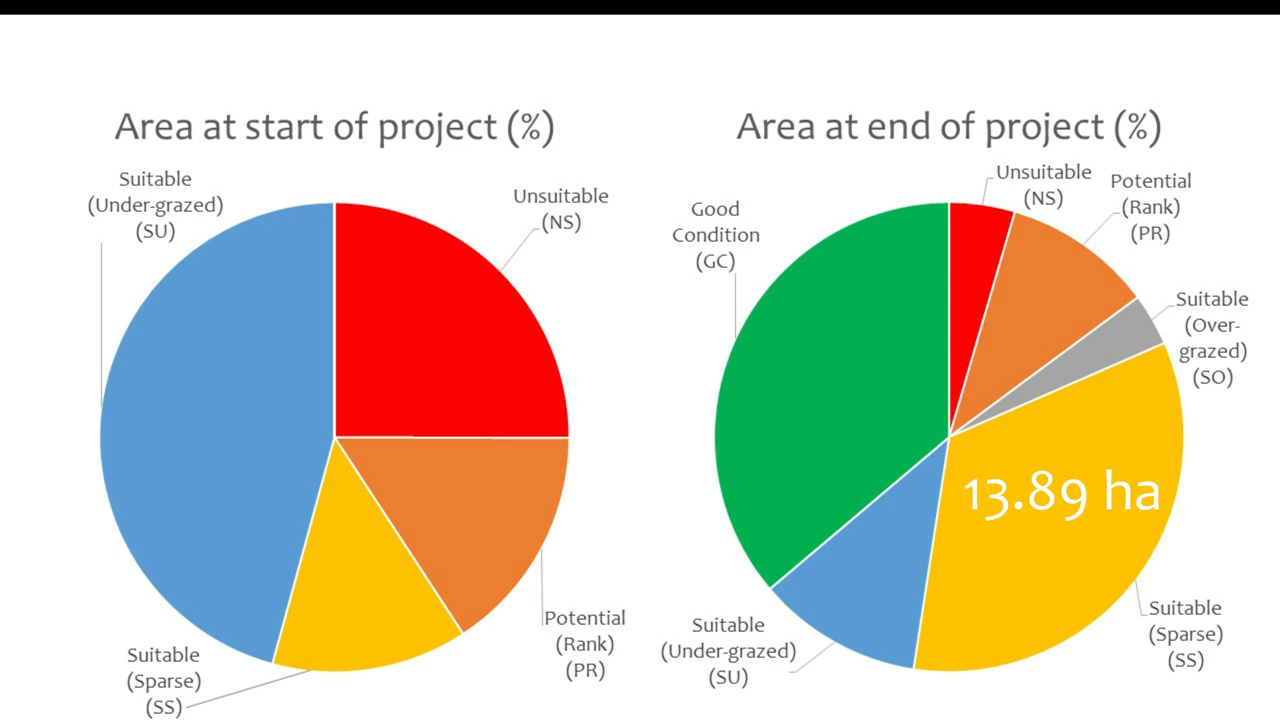 Area at start of project (%)
Suitable
(Under-grazed)
(SU)
Unsuitable
(NS)
Potential
(Rank)
(PR)
Suitable
(Sparse)
(SS)
Area at end of project (%)
Unsuitable
(NS)
Potential
(Rank)
(PR)
Good
Condition
(GC)
Suitable
(Over-
grazed)
(SO)
13.89 ha
Suitable
(Sparse)
(SS)
Suitable
(Under-grazed)
(SU)